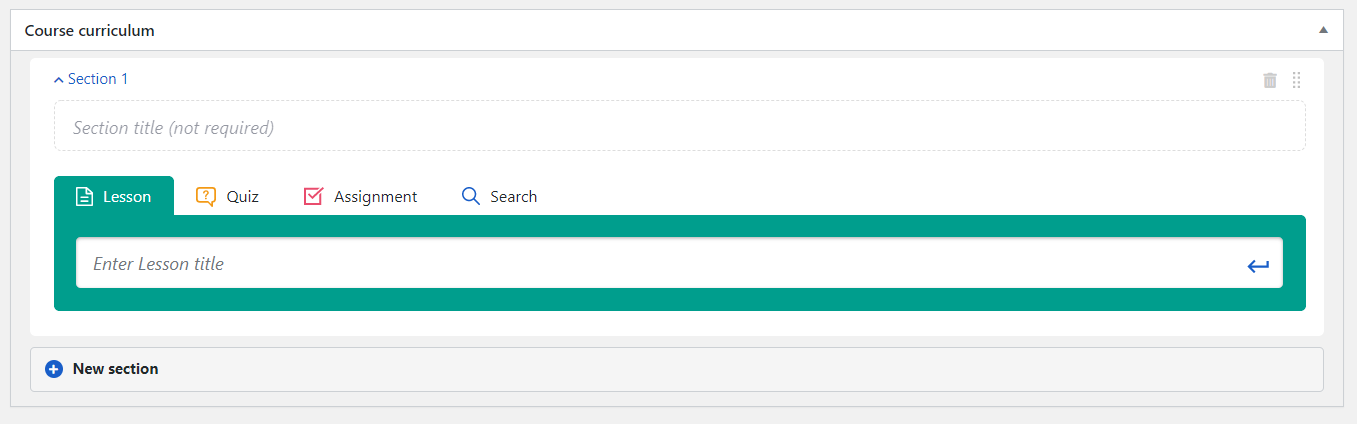 Course curriculum
Section 1
Section title (not required)
Lesson Quiz Assignment Search
Enter Lesson title
New section